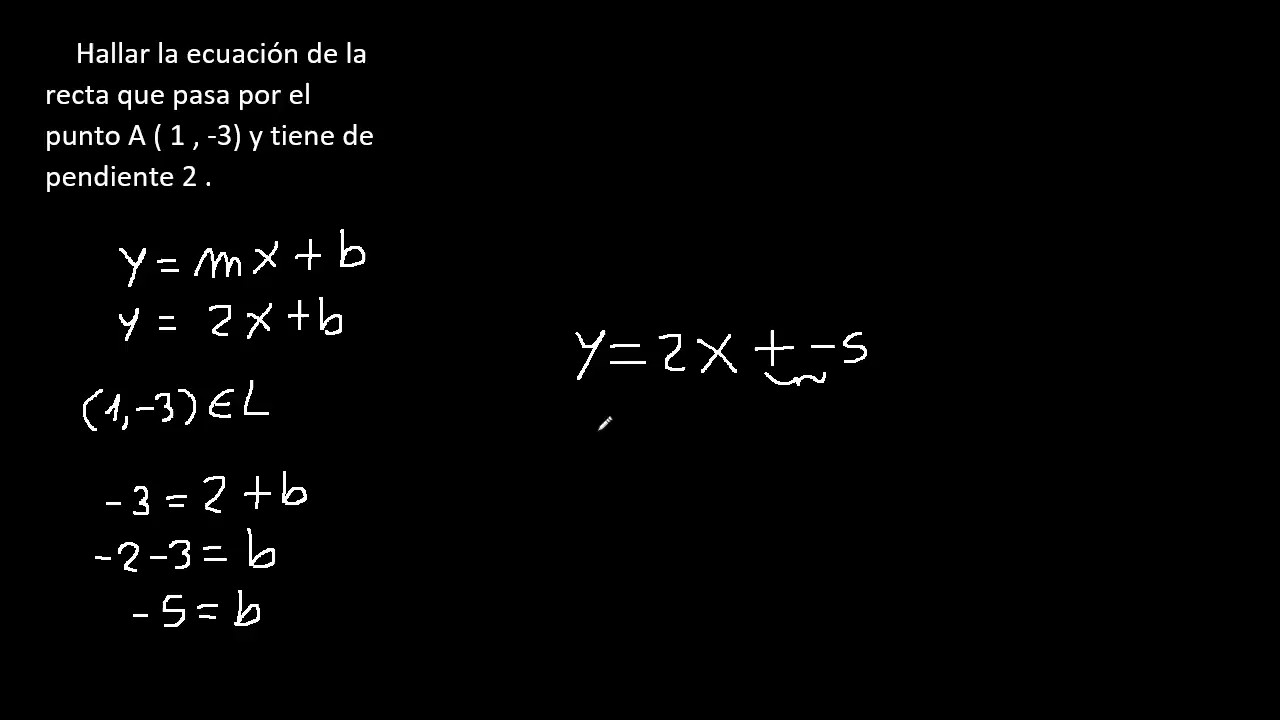 Hallar la ecuación de la
recta que pasa por el
punto A ( 1 , -3) y tiene de
pendiente 2 .
y = mx + b
y = 2x + b
(1, -3) ∈ L
-3 = 2 + b
-2 -3 = b
-5 = b
y = 2x + -5